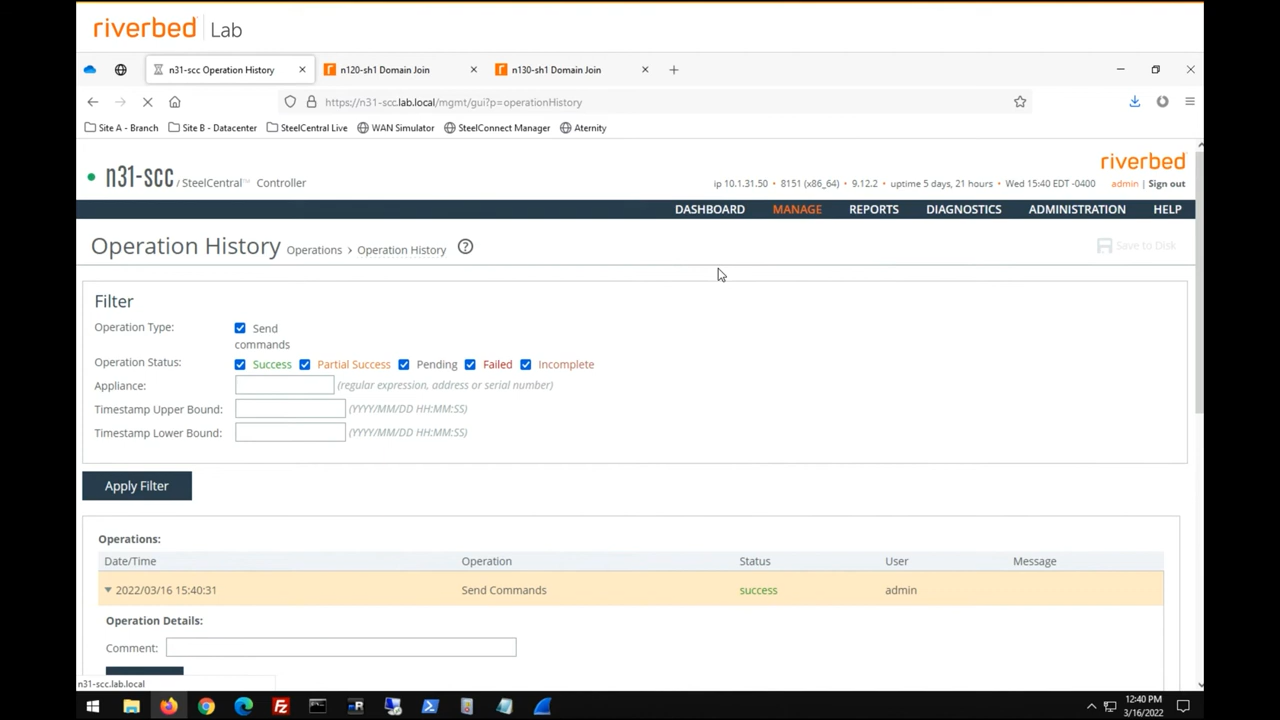 riverbed Lab
n31-scc Operation History
n120-sh1 Domain Join
n130-sh1 Domain Join
https://n31-scc.lab.local/mgmt/gui?p=operationHistory
Site A - Branch Site B - Datacenter SteelCentral Live WAN Simulator SteelConnect Manager Aternity
riverbed
n31-scc / SteelCentral™ Controller
ip 10.1.31.50 • 8151 (x86_64) • 9.12.2 • uptime 5 days, 21 hours • Wed 15:40 EDT -0400 admin | Sign out
DASHBOARD MANAGE REPORTS DIAGNOSTICS ADMINISTRATION HELP
Operation History Operations › Operation History ?
Save to Disk
Filter
Operation Type: Send
commands
Operation Status: Success Partial Success Pending Failed Incomplete
Appliance: (regular expression, address or serial number)
Timestamp Upper Bound: (YYYY/MM/DD HH:MM:SS)
Timestamp Lower Bound: (YYYY/MM/DD HH:MM:SS)
Apply Filter
Operations:
Date/Time Operation Status User Message
2022/03/16 15:40:31 Send Commands success admin
Operation Details:
Comment:
n31-scc.lab.local
12:40 PM
3/16/2022